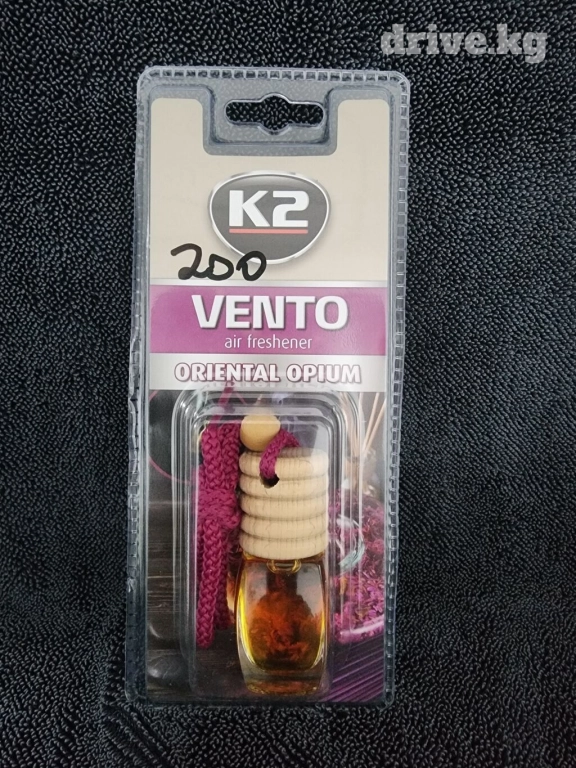 drive.kg
K2
200
VENTO
air freshener
ORIENTAL OPIUM